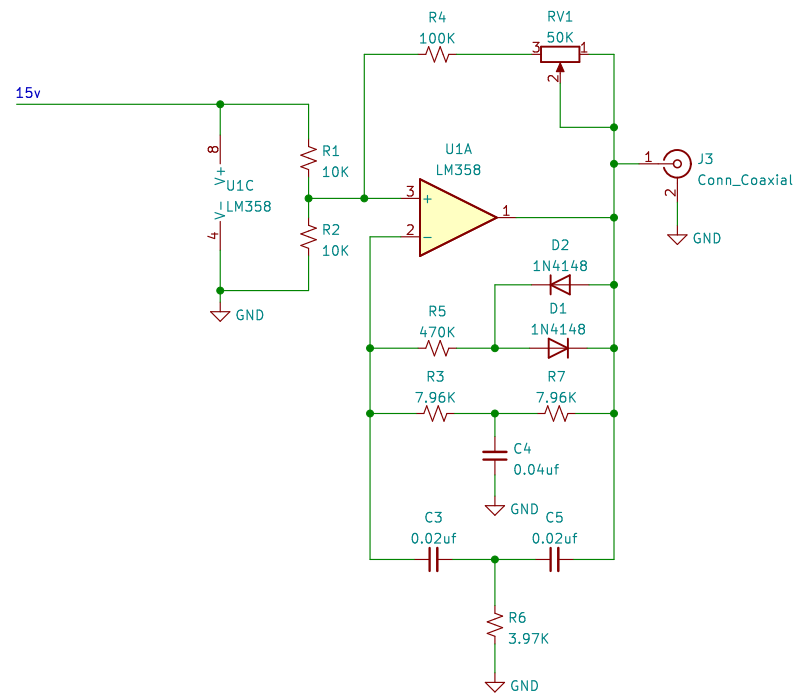 R4
100K
RV1
50K
3
1
2
15v
8
V+
U1C
V-
LM358
4
R1
10K
R2
10K
GND
U1A
LM358
3
+
2
-
1
1
J3
Conn_Coaxial
2
GND
D2
1N4148
D1
1N4148
R5
470K
R3
7.96K
R7
7.96K
C4
0.04uf
GND
C3
0.02uf
C5
0.02uf
R6
3.97K
GND